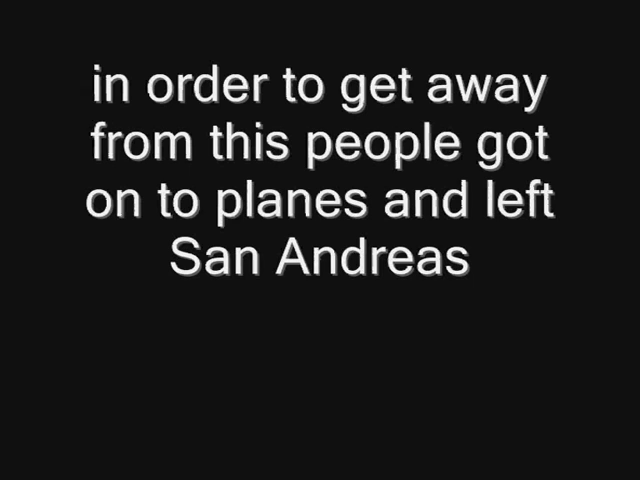 in order to get away
from this people got
on to planes and left
San Andreas